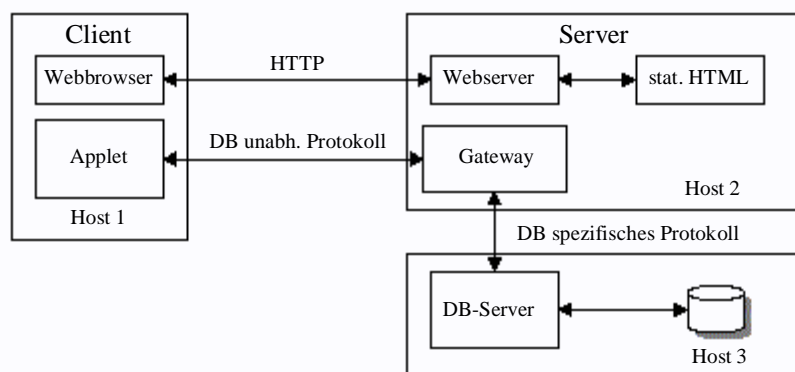 Client
Server
HTTP
Webbrowser
Webserver
stat. HTML
DB unabh. Protokoll
Applet
Gateway
Host 1
Host 2
DB spezifisches Protokoll
DB-Server
Host 3